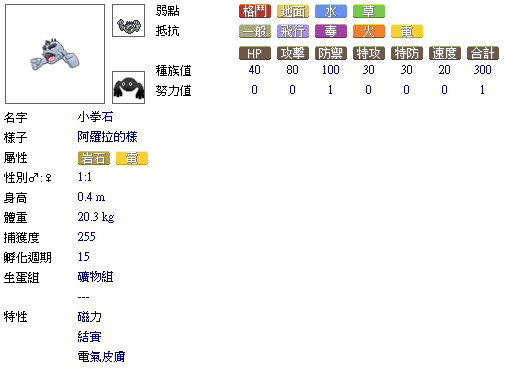 弱點 格鬥 地面 水 草
抵抗 一般 飛行 毒 火 電
HP 攻擊 防禦 特攻 特防 速度 合計
種族值 40 80 100 30 30 20 300
努力值 0 0 1 0 0 0 1
名字 小拳石
樣子 阿羅拉的樣
屬性 岩石 電
性別♂:♀ 1:1
身高 0.4 m
體重 20.3 kg
捕獲度 255
孵化週期 15
生蛋組 礦物組
---
特性 磁力
結實
電氣皮膚